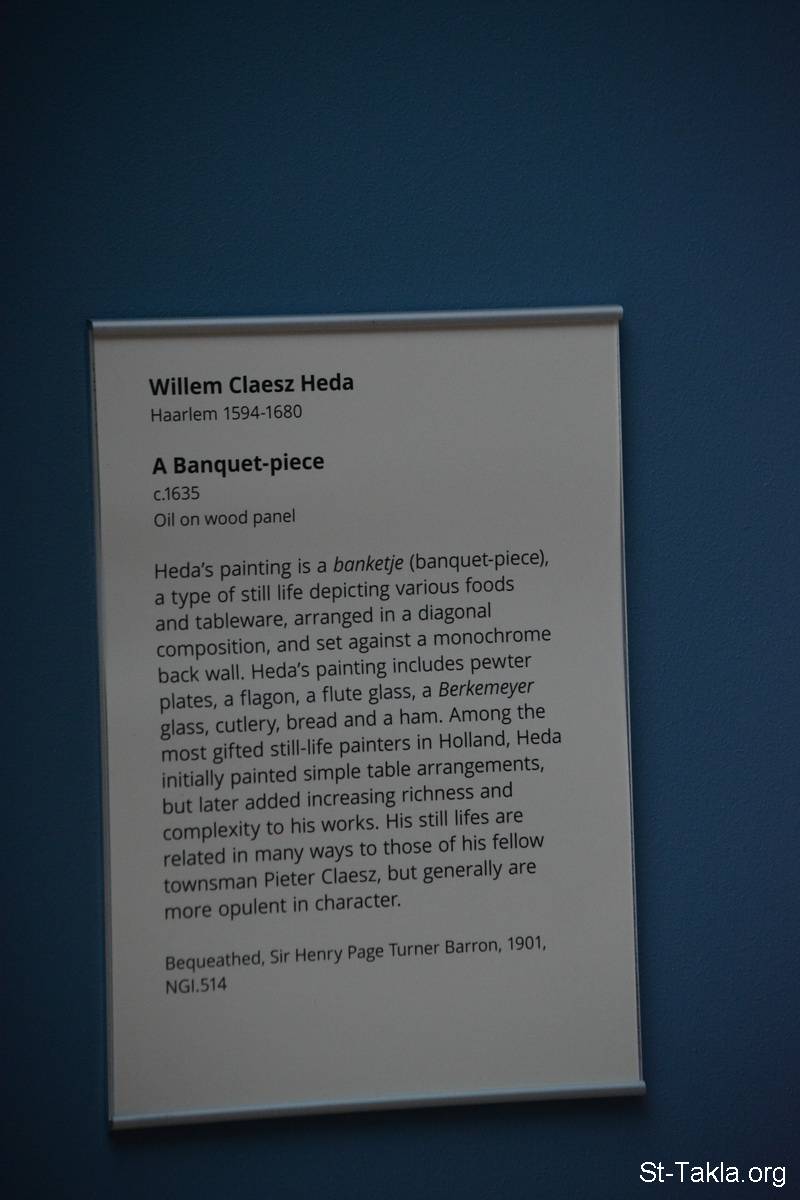 Willem Claesz Heda
Haarlem 1594-1680
A Banquet-piece
c.1635
Oil on wood panel
Heda's painting is a banketje (banquet-piece),
a type of still life depicting various foods
and tableware, arranged in a diagonal
composition, and set against a monochrome
back wall. Heda's painting includes pewter
plates, a flagon, a flute glass, a Berkemeyer
glass, cutlery, bread and a ham. Among the
most gifted still-life painters in Holland, Heda
initially painted simple table arrangements,
but later added increasing richness and
complexity to his works. His still lifes are
related in many ways to those of his fellow
townsman Pieter Claesz, but generally are
more opulent in character.
Bequeathed, Sir Henry Page Turner Barron, 1901,
NGI.514
St-Takla.org